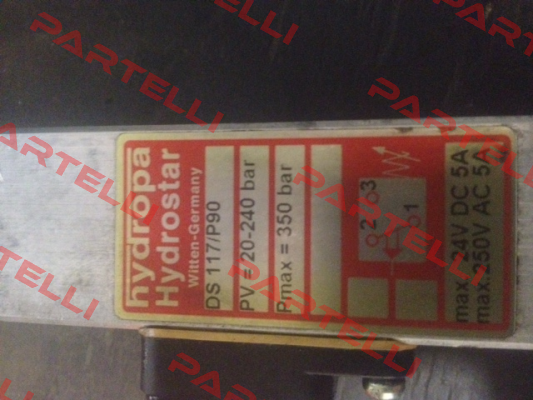 hydropa
Hydrostar
Witten-Germany
DS 117/P90
PV = 20-240 bar
Pmax = 350 bar
2 3
1
max. 24V DC 5A
max.250V AC 5A
PARTELLI
PARTELLI
PARTELLI
PARTELLI
PARTELLI
PARTELLI
PARTELLI